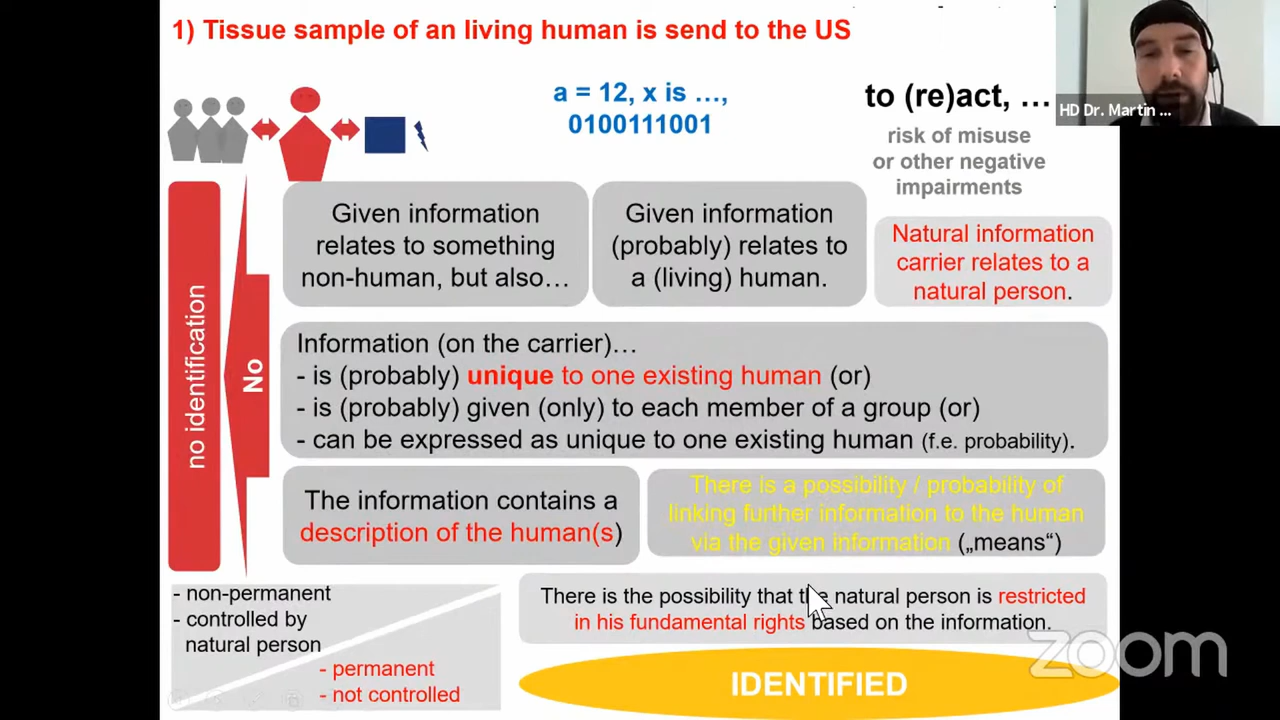 1) Tissue sample of an living human is send to the US
a = 12, x is …,
0100111001
to (re)act, …
HD Dr. Martin ...
risk of misuse
or other negative
impairments
no identification
No
Given information
relates to something
non-human, but also…
Given information
(probably) relates to
a (living) human.
Natural information
carrier relates to a
natural person.
Information (on the carrier)…
- is (probably) unique to one existing human (or)
- is (probably) given (only) to each member of a group (or)
- can be expressed as unique to one existing human (f.e. probability).
The information contains a
description of the human(s)
There is a possibility / probability of
linking further information to the human
via the given information („means“)
- non-permanent
- controlled by
natural person
- permanent
- not controlled
There is the possibility that the natural person is restricted
in his fundamental rights based on the information.
IDENTIFIED
zoom